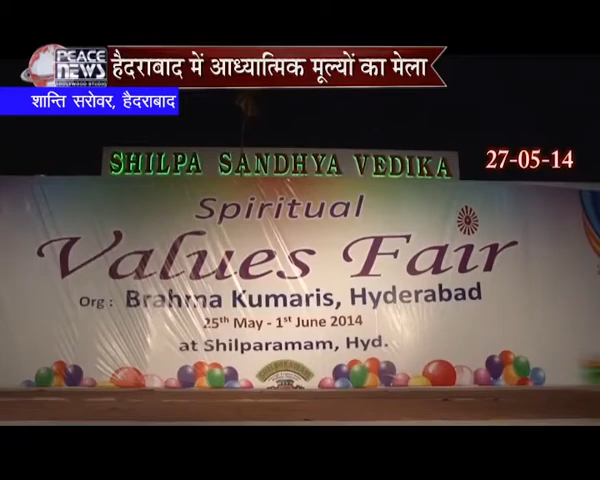 PEACE
NEWS
हैदराबाद में आध्यात्मिक मूल्यों का मेला
शान्ति सरोवर, हैदराबाद
27-05-14
SHILPA SANDHYA VEDIKA
Spiritual
Values Fair
Org : Brahma Kumaris, Hyderabad
25th May - 1st June 2014
at Shilparamam, Hyd.